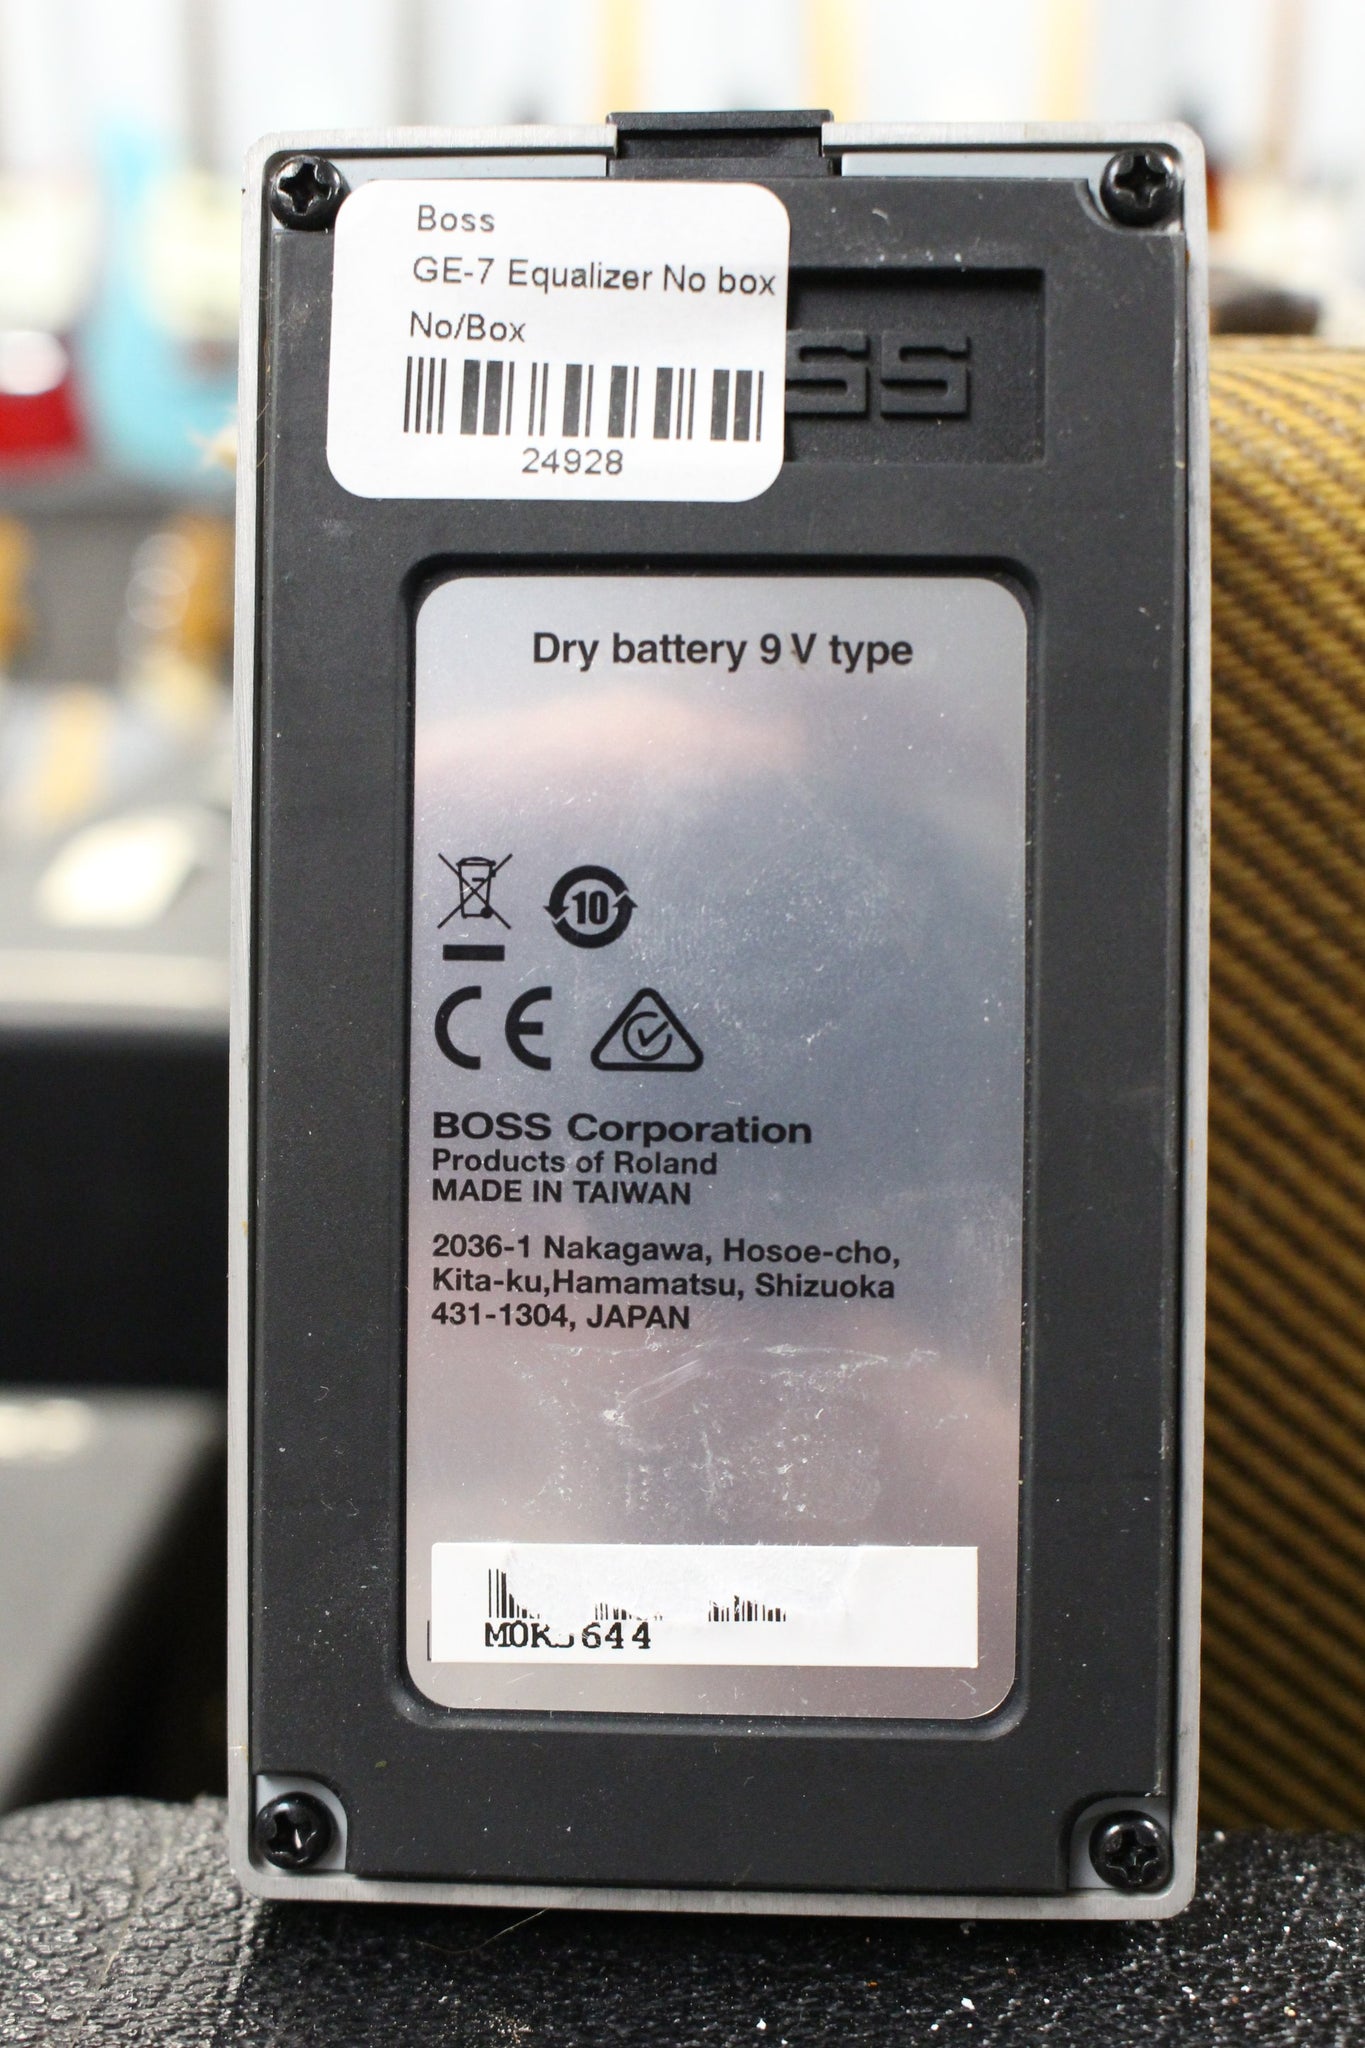 Boss
GE-7 Equalizer No box
No/Box
24928
SS
Dry battery 9 V type
10
CE
BOSS Corporation
Products of Roland
MADE IN TAIWAN
2036-1 Nakagawa, Hosoe-cho,
Kita-ku,Hamamatsu, Shizuoka
431-1304, JAPAN